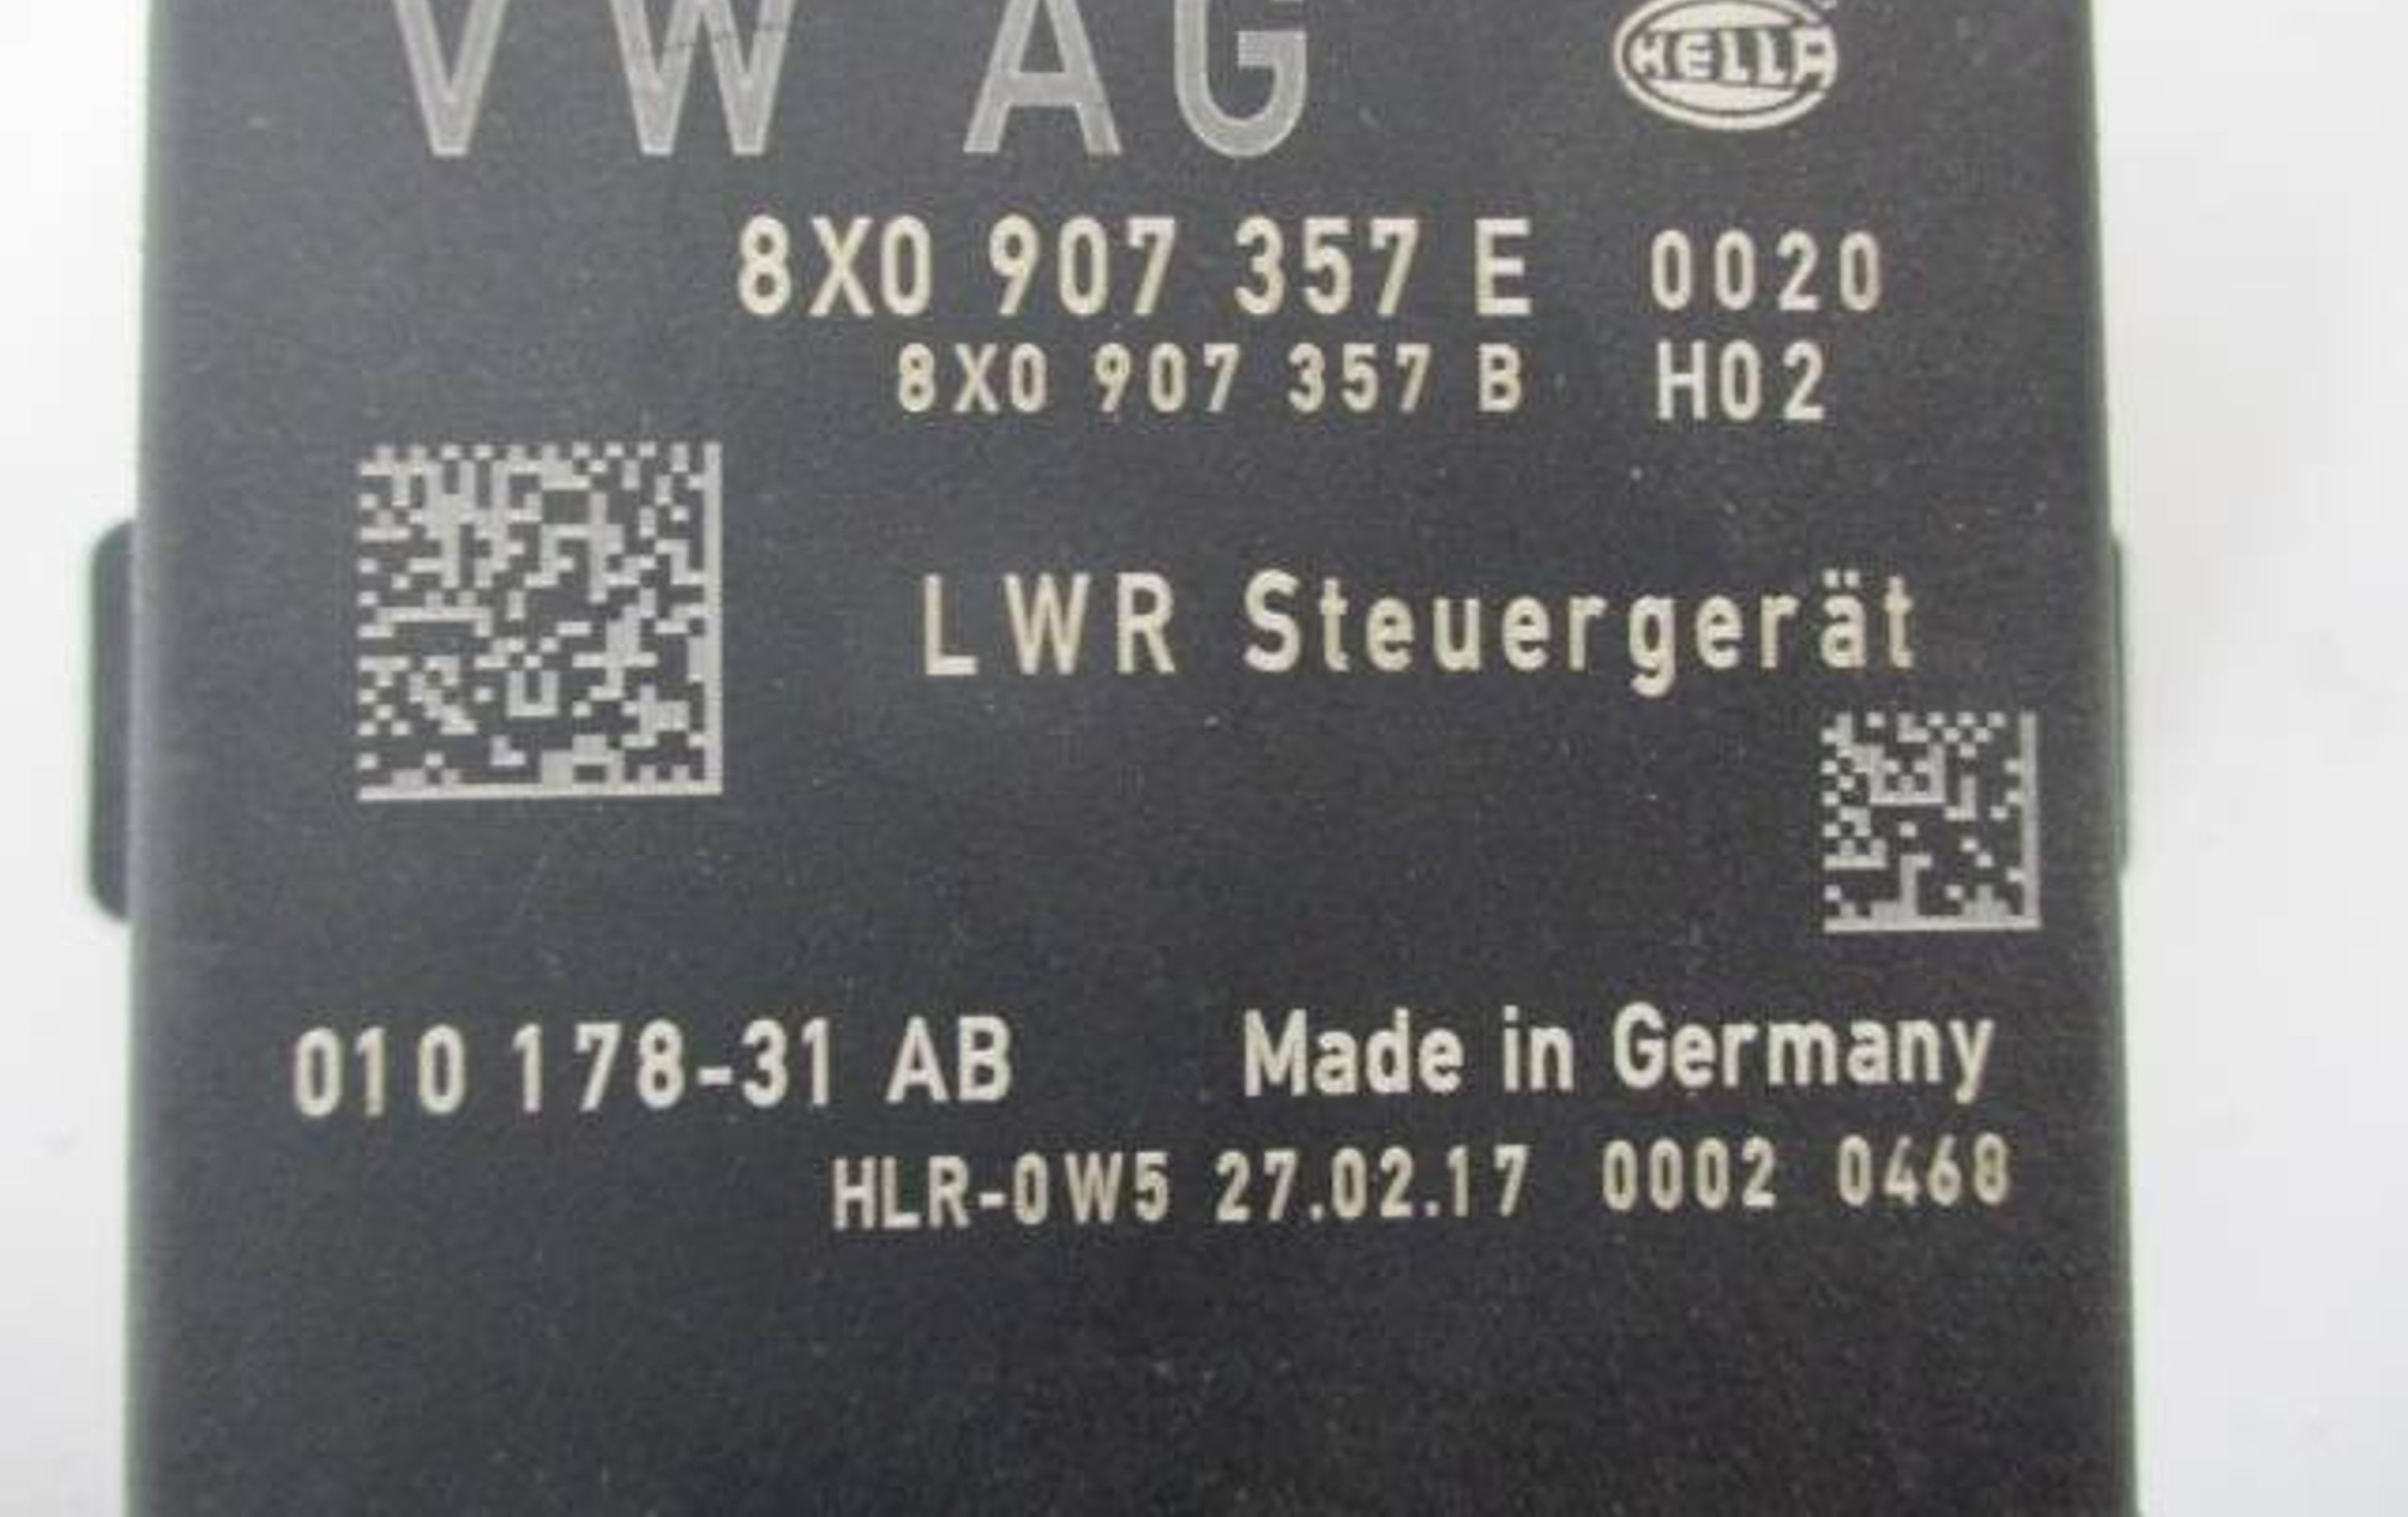 VW AG HELLA
8X0 907 357 E 0020
8X0 907 357 B H02
LWR Steuergerät
010 178-31 AB Made in Germany
HLR-0W5 27.02.17 0002 0468